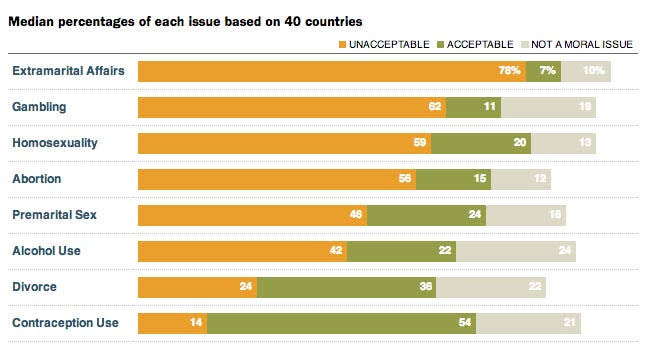 Median percentages of each issue based on 40 countries
UNACCEPTABLE ACCEPTABLE NOT A MORAL ISSUE
Extramarital Affairs 78% 7% 10%
Gambling 62 11 19
Homosexuality 59 20 13
Abortion 56 15 12
Premarital Sex 46 24 16
Alcohol Use 42 22 24
Divorce 24 36 22
Contraception Use 14 54 21